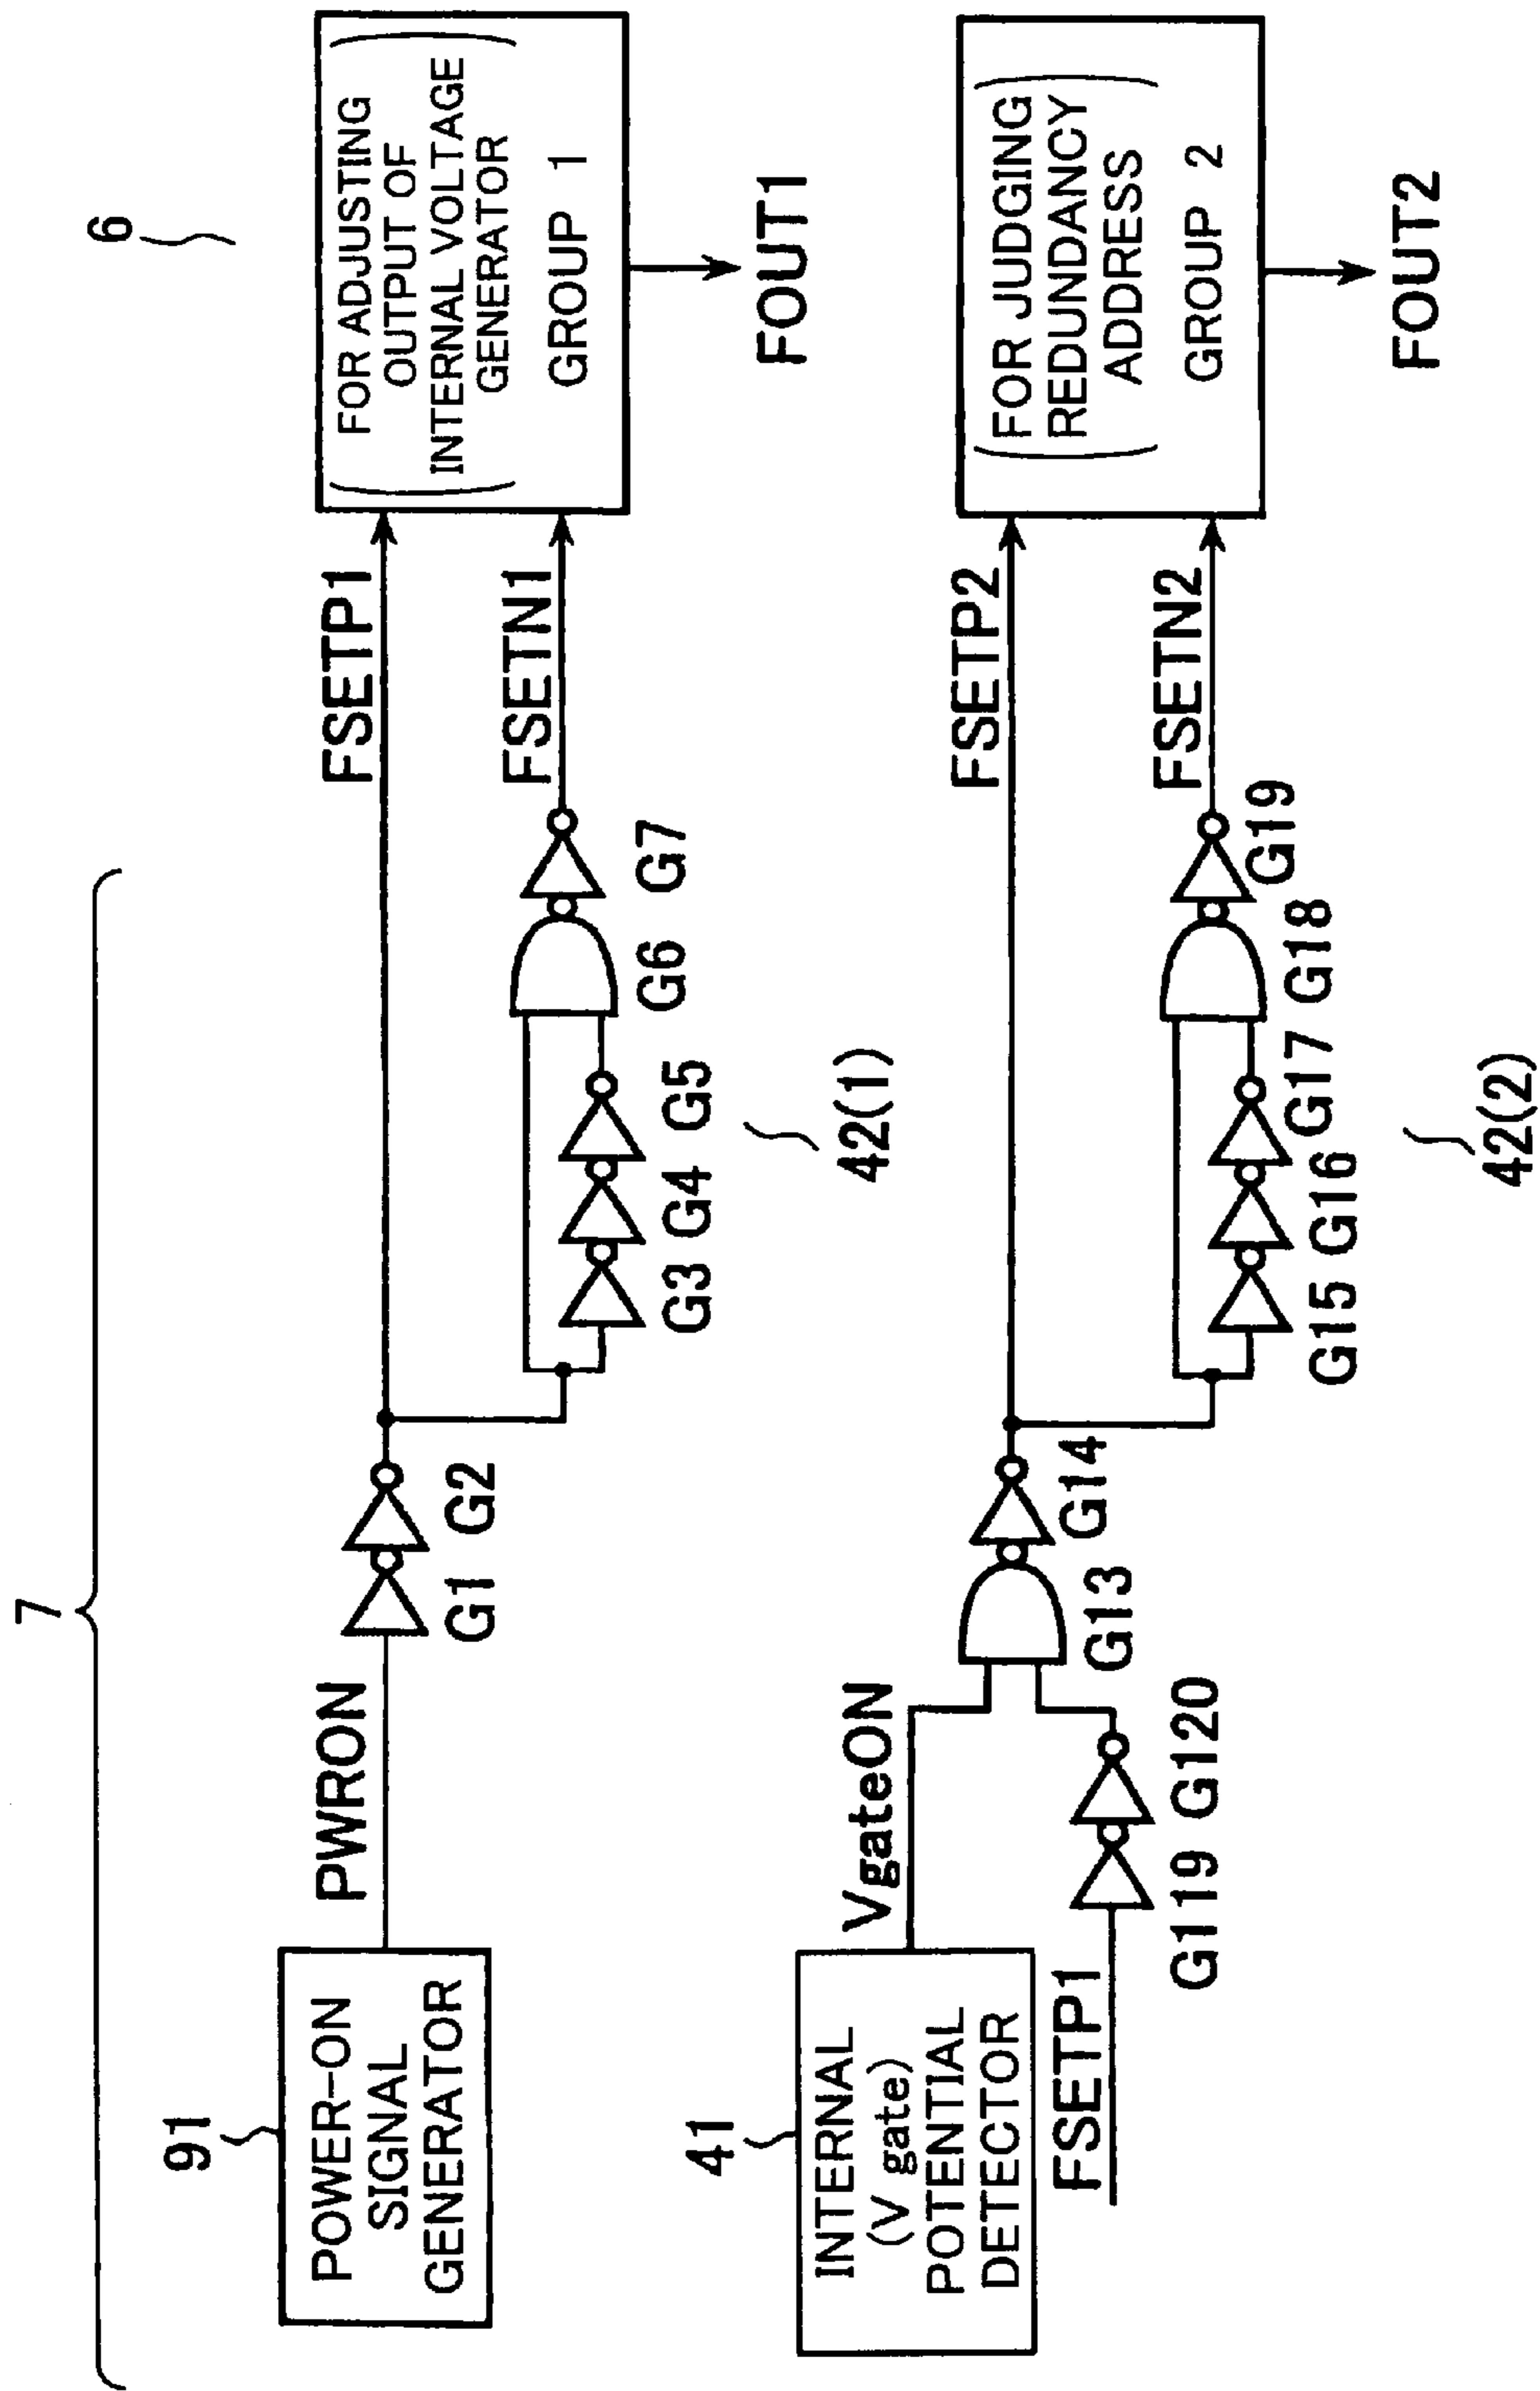 7
6
91
POWER-ON
SIGNAL
GENERATOR
PWRON
G1 G2
FSETP1
FSETN1
G3 G4 G5
G6 G7
42(1)
(FOR ADJUSTING
OUTPUT OF
INTERNAL VOLTAGE
GENERATOR)
GROUP 1
FOUT1
41
INTERNAL
(V gate)
POTENTIAL
DETECTOR
VgateON
FSETP1
G119 G120
G13 G14
FSETP2
FSETN2
G15 G16 G17
G18 G19
42(2)
(FOR JUDGING
REDUNDANCY
ADDRESS)
GROUP 2
FOUT2